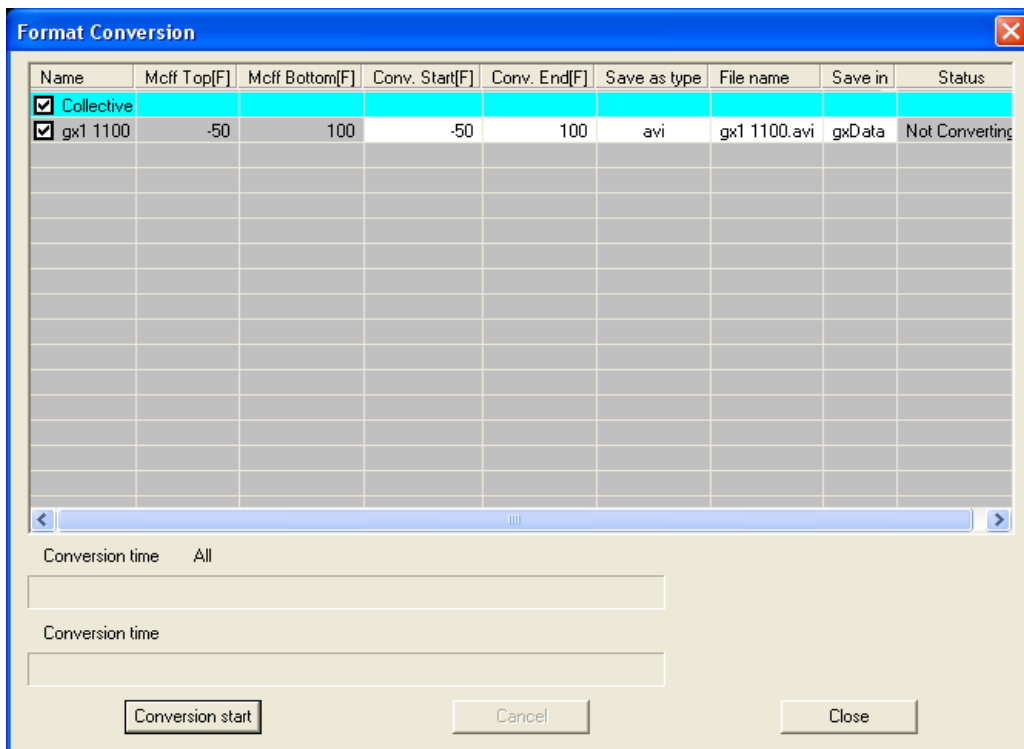 Format Conversion
Name Mcff Top[F] Mcff Bottom[F] Conv. Start[F] Conv. End[F] Save as type File name Save in Status
Collective
gx1 1100 -50 100 -50 100 avi gx1 1100.avi gxData Not Converting
Conversion time All
Conversion time
Conversion start Cancel Close